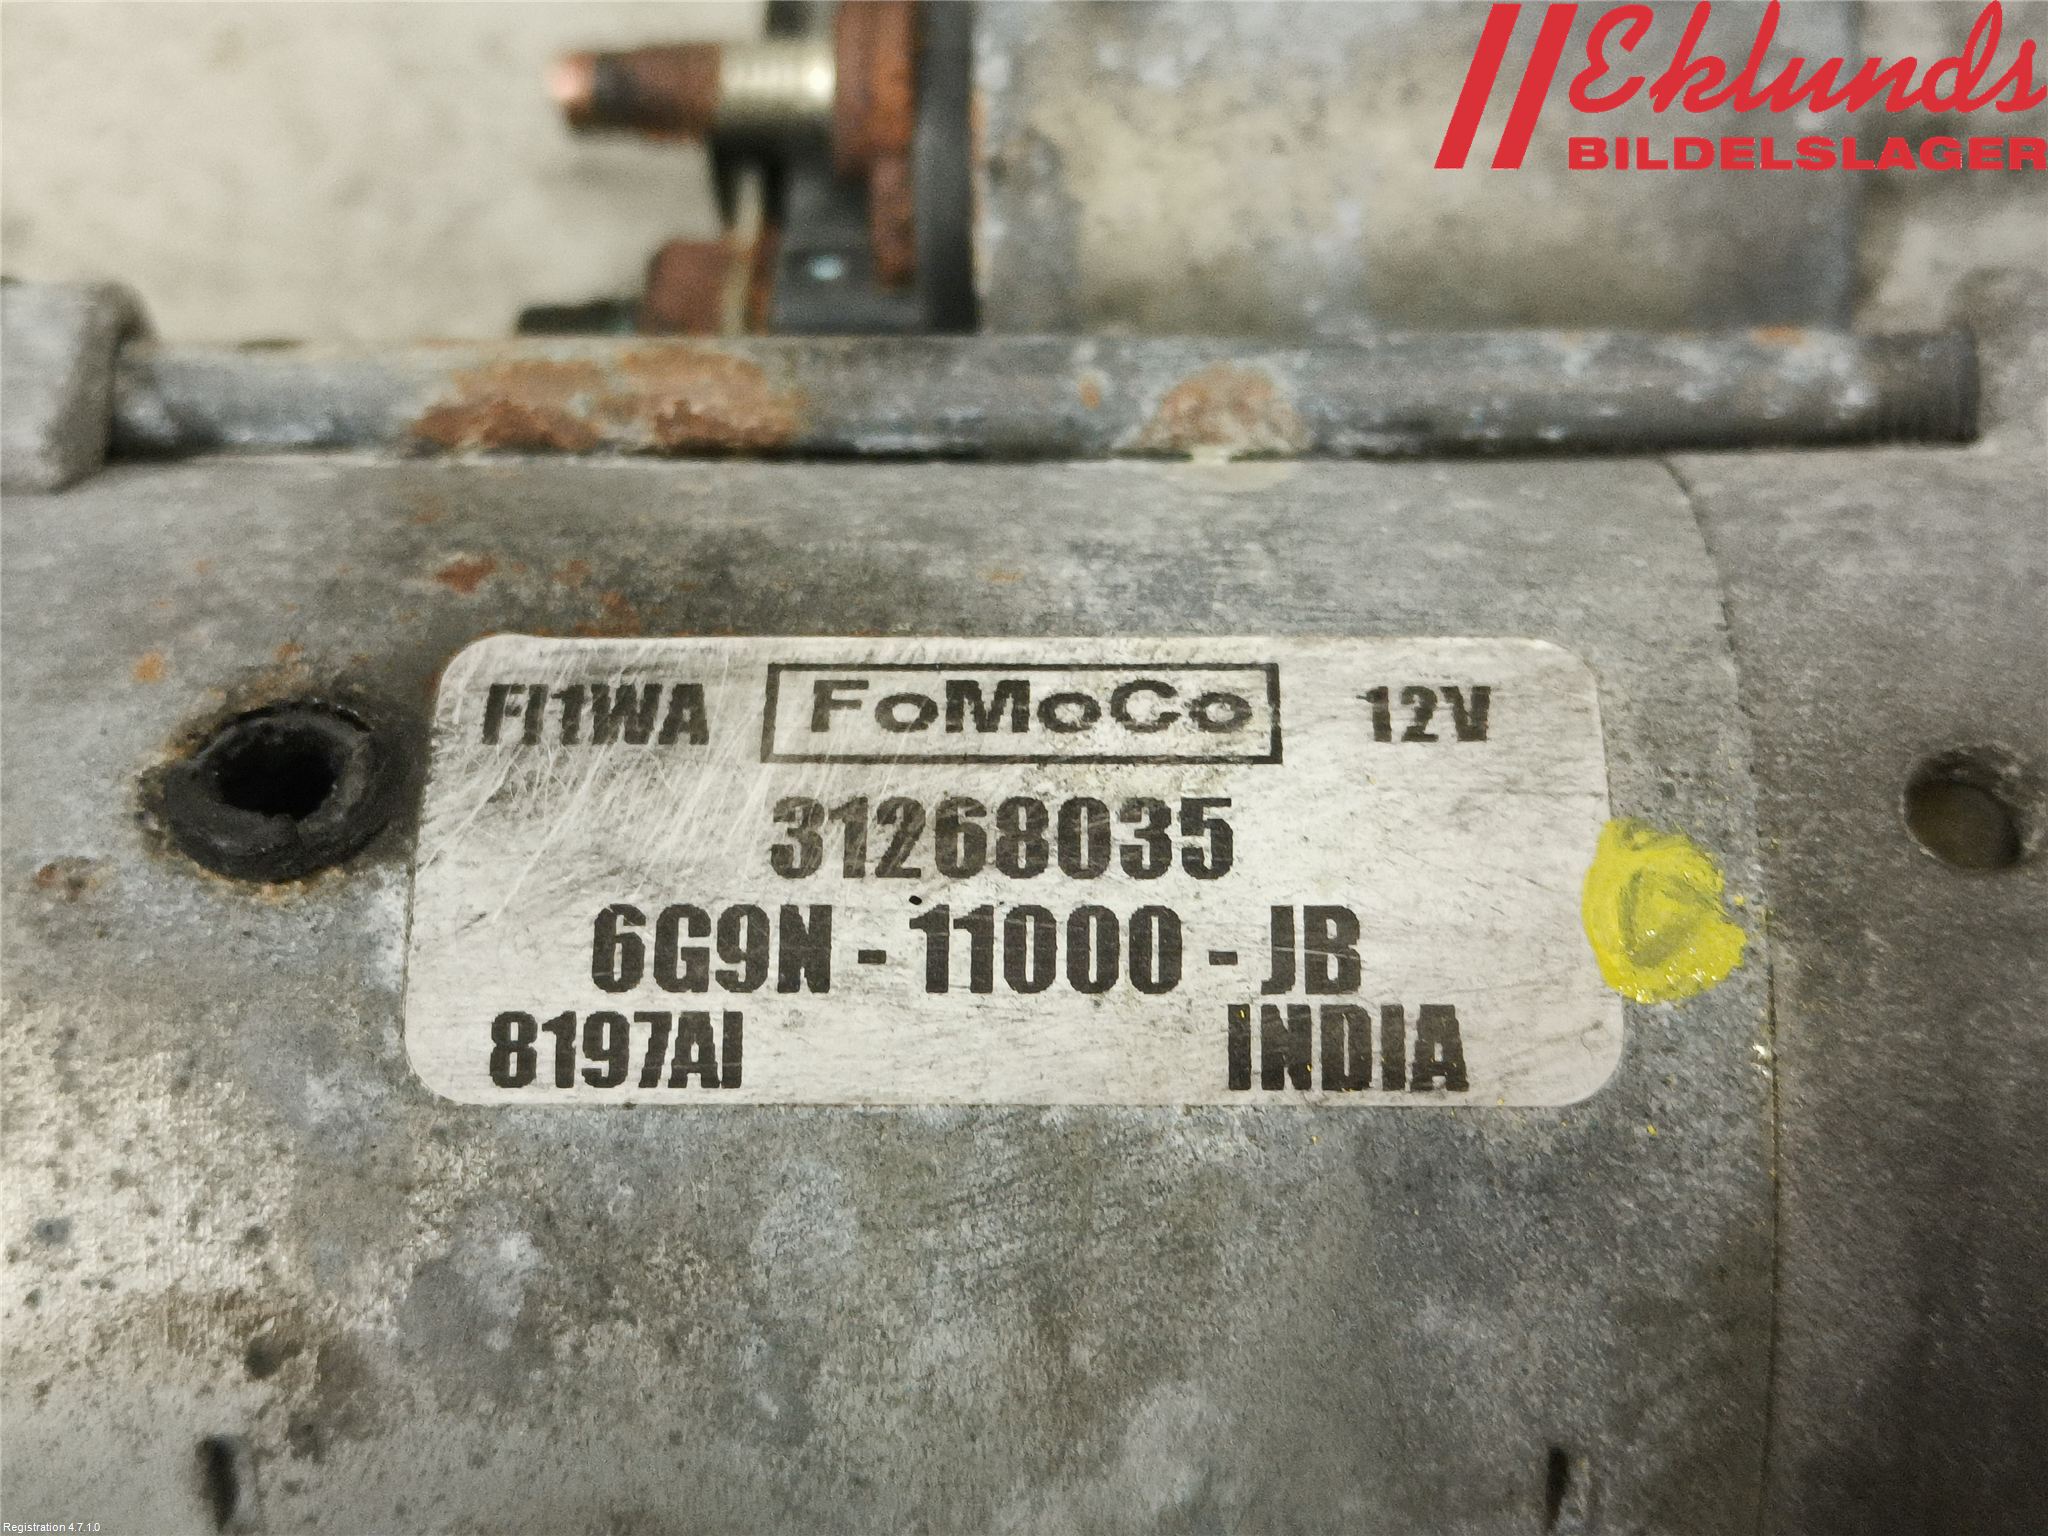 Eklunds
BILDELSLAGER
FI1WA FoMoCo 12V
31268035
6G9N - 11000 - JB
8197AI INDIA
Registration 4.7.1.0